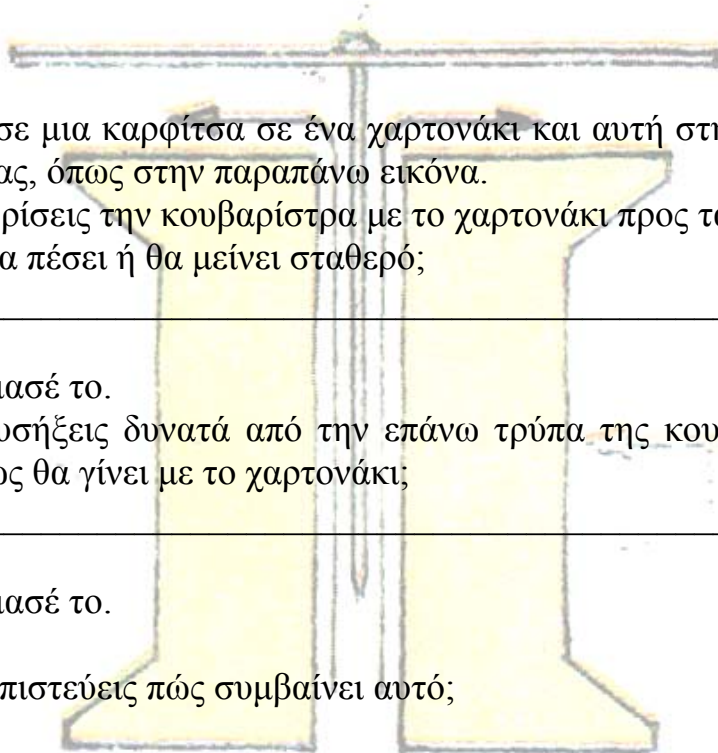 σε μια καρφίτσα σε ένα χαρτονάκι και αυτή στη
ας, όπως στην παραπάνω εικόνα.
ρίσεις την κουβαρίστρα με το χαρτονάκι προς τα
α πέσει ή θα μείνει σταθερό;
ιασέ το.
υσήξεις δυνατά από την επάνω τρύπα της κου
ως θα γίνει με το χαρτονάκι;
ιασέ το.
πιστεύεις πώς συμβαίνει αυτό;